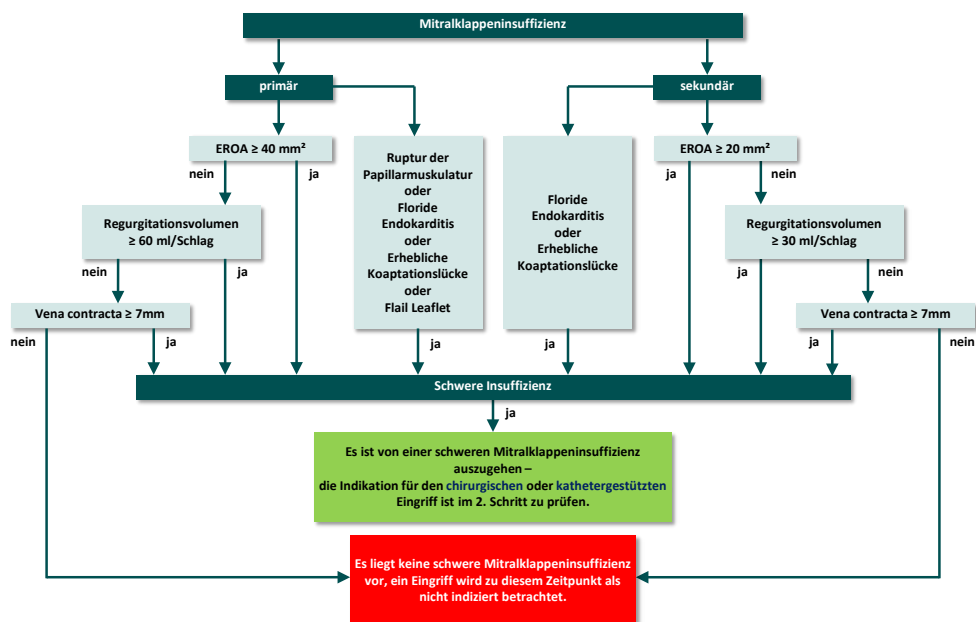 Mitralklappeninsuffizienz
primär
sekundär
EROA ≥ 40 mm²
nein
ja
Regurgitationsvolumen
≥ 60 ml/Schlag
nein
ja
Vena contracta ≥ 7mm
nein
ja
Ruptur der
Papillarmuskulatur
oder
Floride
Endokarditis
oder
Erhebliche
Koaptationslücke
oder
Flail Leaflet
ja
Floride
Endokarditis
oder
Erhebliche
Koaptationslücke
ja
EROA ≥ 20 mm²
ja
nein
Regurgitationsvolumen
≥ 30 ml/Schlag
ja
nein
Vena contracta ≥ 7mm
ja
nein
Schwere Insuffizienz
ja
Es ist von einer schweren Mitralklappeninsuffizienz
auszugehen –
die Indikation für den chirurgischen oder kathetergestützten
Eingriff ist im 2. Schritt zu prüfen.
Es liegt keine schwere Mitralklappeninsuffizienz
vor, ein Eingriff wird zu diesem Zeitpunkt als
nicht indiziert betrachtet.